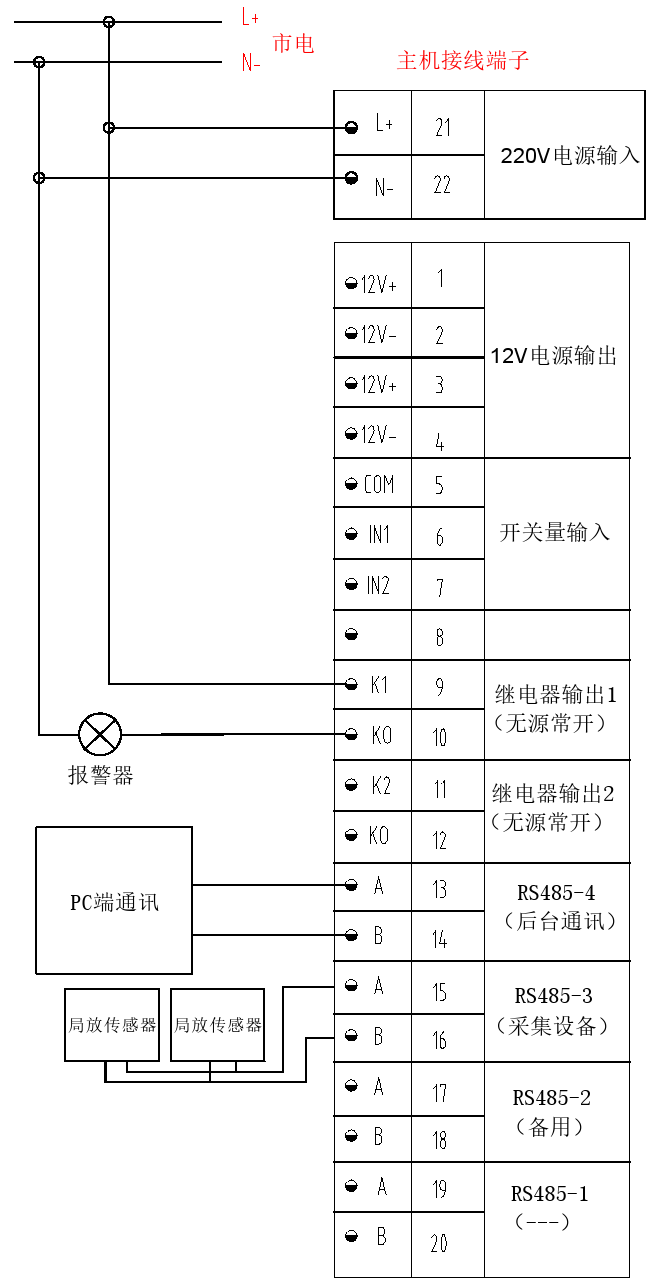 L+
市电
N-
主机接线端子
L+ 21
220V电源输入
N- 22
12V+ 1
12V- 2
12V电源输出
12V+ 3
12V- 4
COM 5
IN1 6
开关量输入
IN2 7
8
K1 9
继电器输出1
（无源常开）
K0 10
报警器
K2 11
继电器输出2
（无源常开）
K0 12
A 13
RS485-4
（后台通讯）
PC端通讯
B 14
A 15
RS485-3
（采集设备）
局放传感器
局放传感器
B 16
A 17
RS485-2
（备用）
B 18
A 19
RS485-1
（---）
B 20